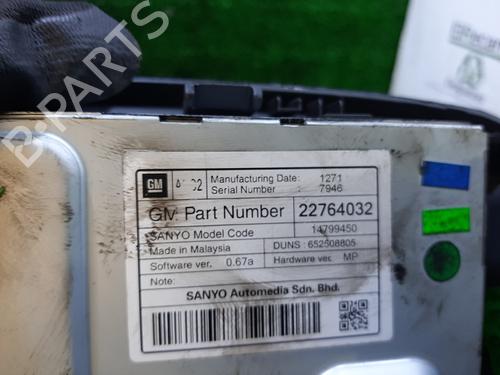 B-PARTS
GM
Manufacturing Date: 1271
Serial Number : 7946
GM Part Number 22764032
SANYO Model Code 14799450
Made in Malaysia DUNS : 652508805
Software ver. 0.67a Hardware ver. MP
Note:
SANYO Automedia Sdn. Bhd.